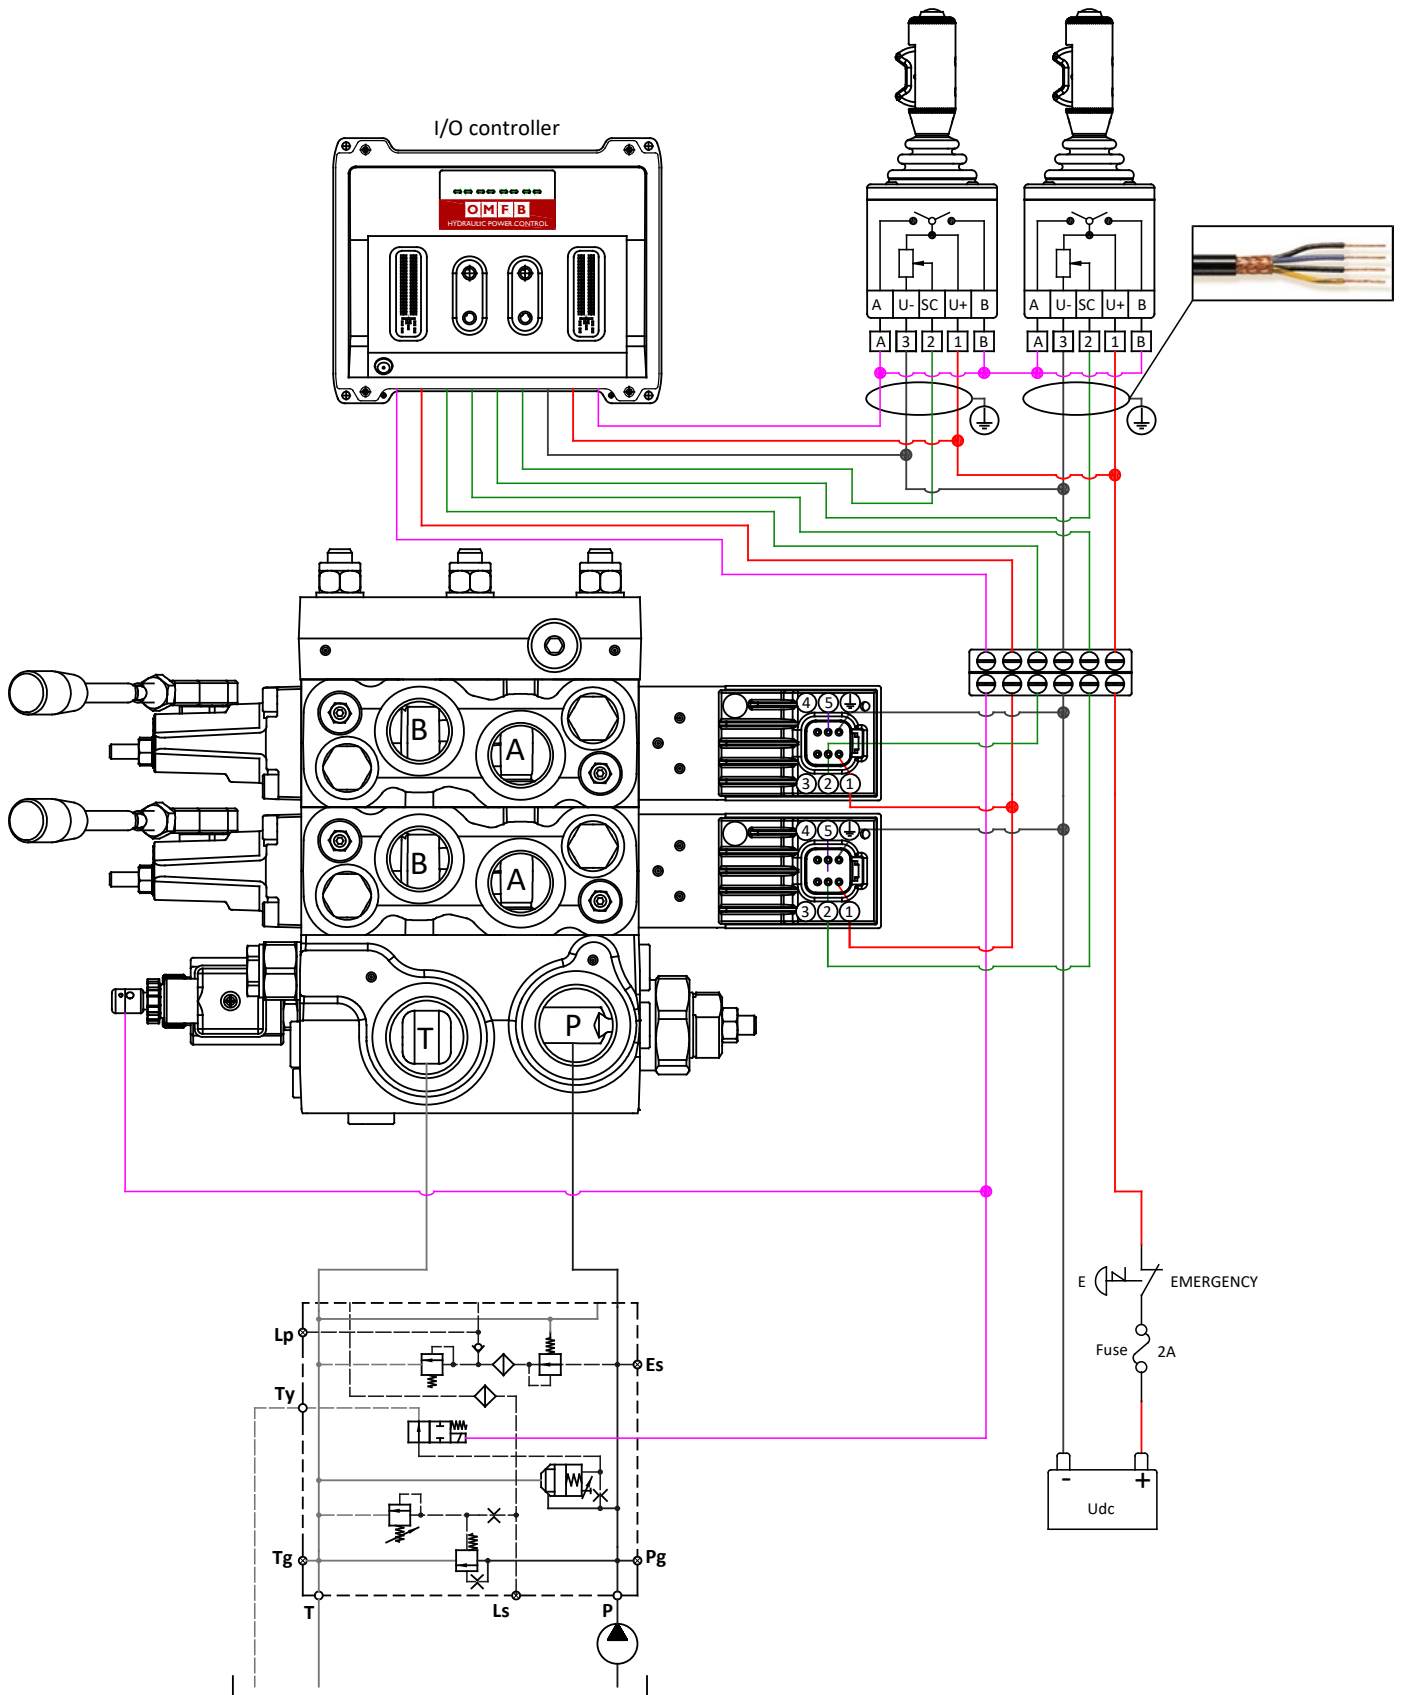 I/O controller
OMFB
HYDRAULIC POWER CONTROL
A U- SC U+ B
A U- SC U+ B
A 3 2 1 B
A 3 2 1 B
4 5
B
A
3 2 1
4 5
B
A
3 2 1
T
P
E
EMERGENCY
Lp
Fuse 2A
Es
Ty
- +
Udc
Tg
Pg
T
Ls
P